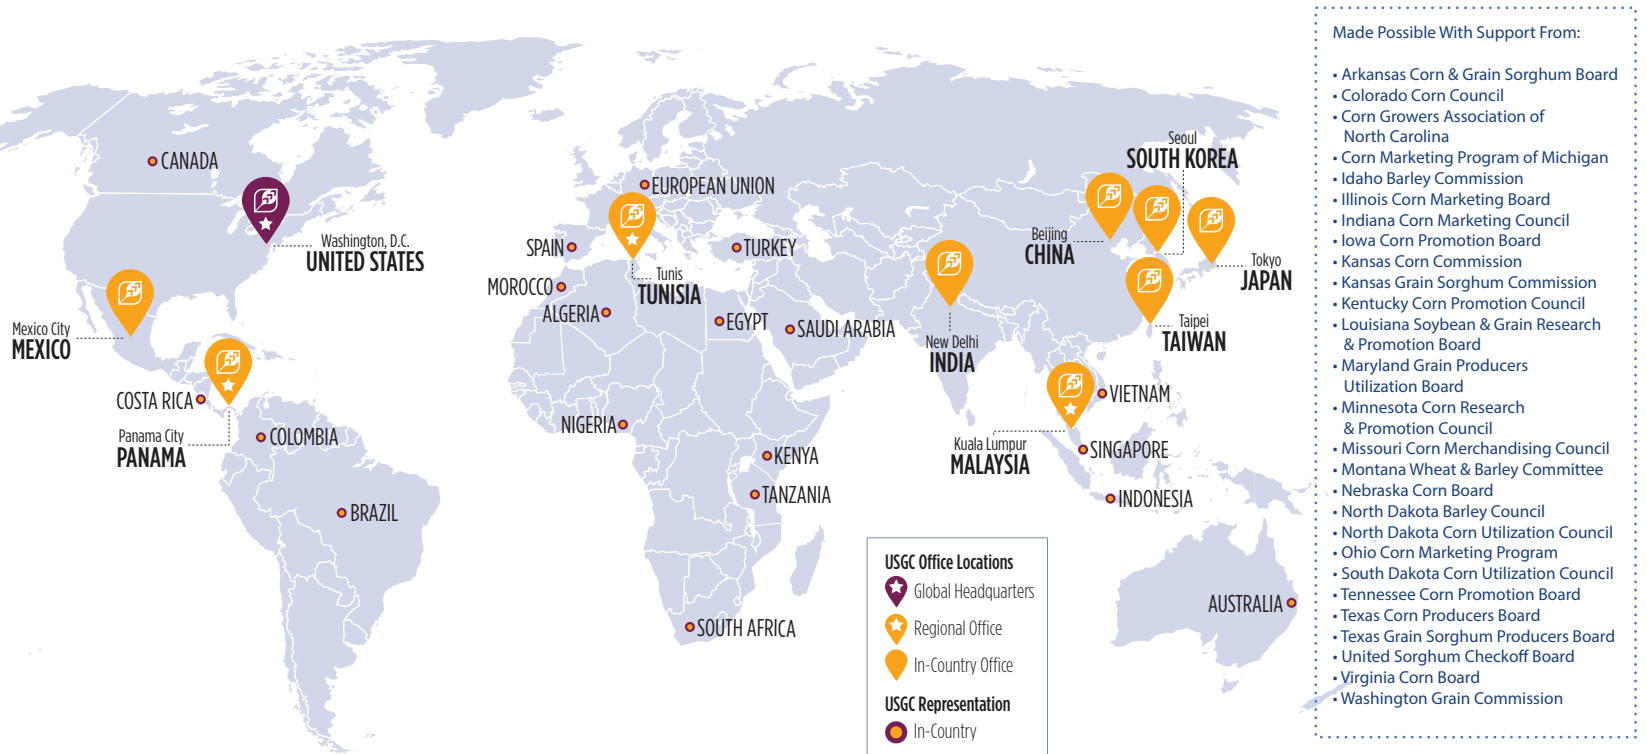 CANADA
Washington, D.C.
UNITED STATES
Mexico City
MEXICO
COSTA RICA
Panama City
PANAMA
COLOMBIA
BRAZIL
EUROPEAN UNION
SPAIN
TURKEY
Tunis
TUNISIA
MOROCCO
ALGERIA
EGYPT
SAUDI ARABIA
NIGERIA
KENYA
TANZANIA
SOUTH AFRICA
Seoul
SOUTH KOREA
Beijing
CHINA
Tokyo
JAPAN
Taipei
TAIWAN
New Delhi
INDIA
VIETNAM
Kuala Lumpur
MALAYSIA
SINGAPORE
INDONESIA
AUSTRALIA
USGC Office Locations
Global Headquarters
Regional Office
In-Country Office
USGC Representation
In-Country
Made Possible With Support From:
• Arkansas Corn & Grain Sorghum Board
• Colorado Corn Council
• Corn Growers Association of
North Carolina
• Corn Marketing Program of Michigan
• Idaho Barley Commission
• Illinois Corn Marketing Board
• Indiana Corn Marketing Council
• Iowa Corn Promotion Board
• Kansas Corn Commission
• Kansas Grain Sorghum Commission
• Kentucky Corn Promotion Council
• Louisiana Soybean & Grain Research
& Promotion Board
• Maryland Grain Producers
Utilization Board
• Minnesota Corn Research
& Promotion Council
• Missouri Corn Merchandising Council
• Montana Wheat & Barley Committee
• Nebraska Corn Board
• North Dakota Barley Council
• North Dakota Corn Utilization Council
• Ohio Corn Marketing Program
• South Dakota Corn Utilization Council
• Tennessee Corn Promotion Board
• Texas Corn Producers Board
• Texas Grain Sorghum Producers Board
• United Sorghum Checkoff Board
• Virginia Corn Board
• Washington Grain Commission